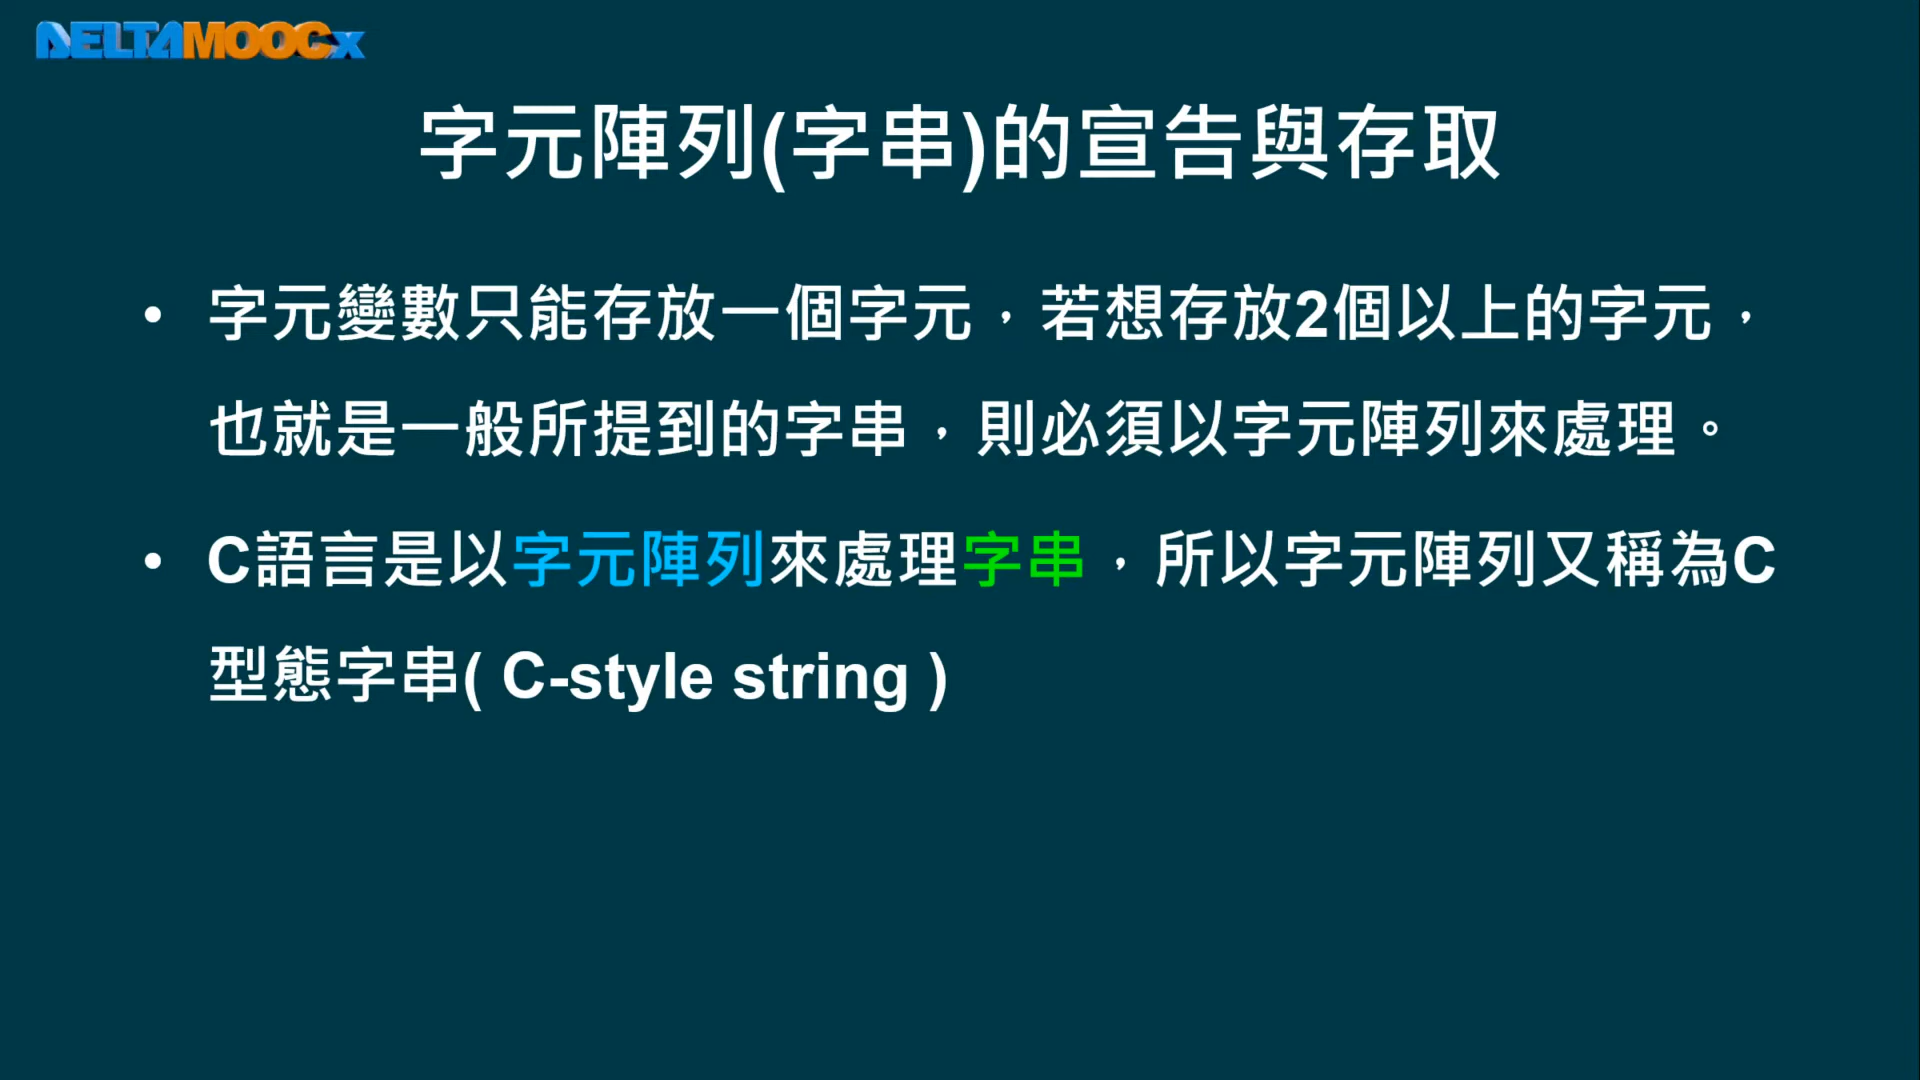 DELTAMOOCx
字元陣列(字串)的宣告與存取
• 字元變數只能存放一個字元，若想存放2個以上的字元，
也就是一般所提到的字串，則必須以字元陣列來處理。
• C語言是以字元陣列來處理字串，所以字元陣列又稱為C
型態字串( C-style string )